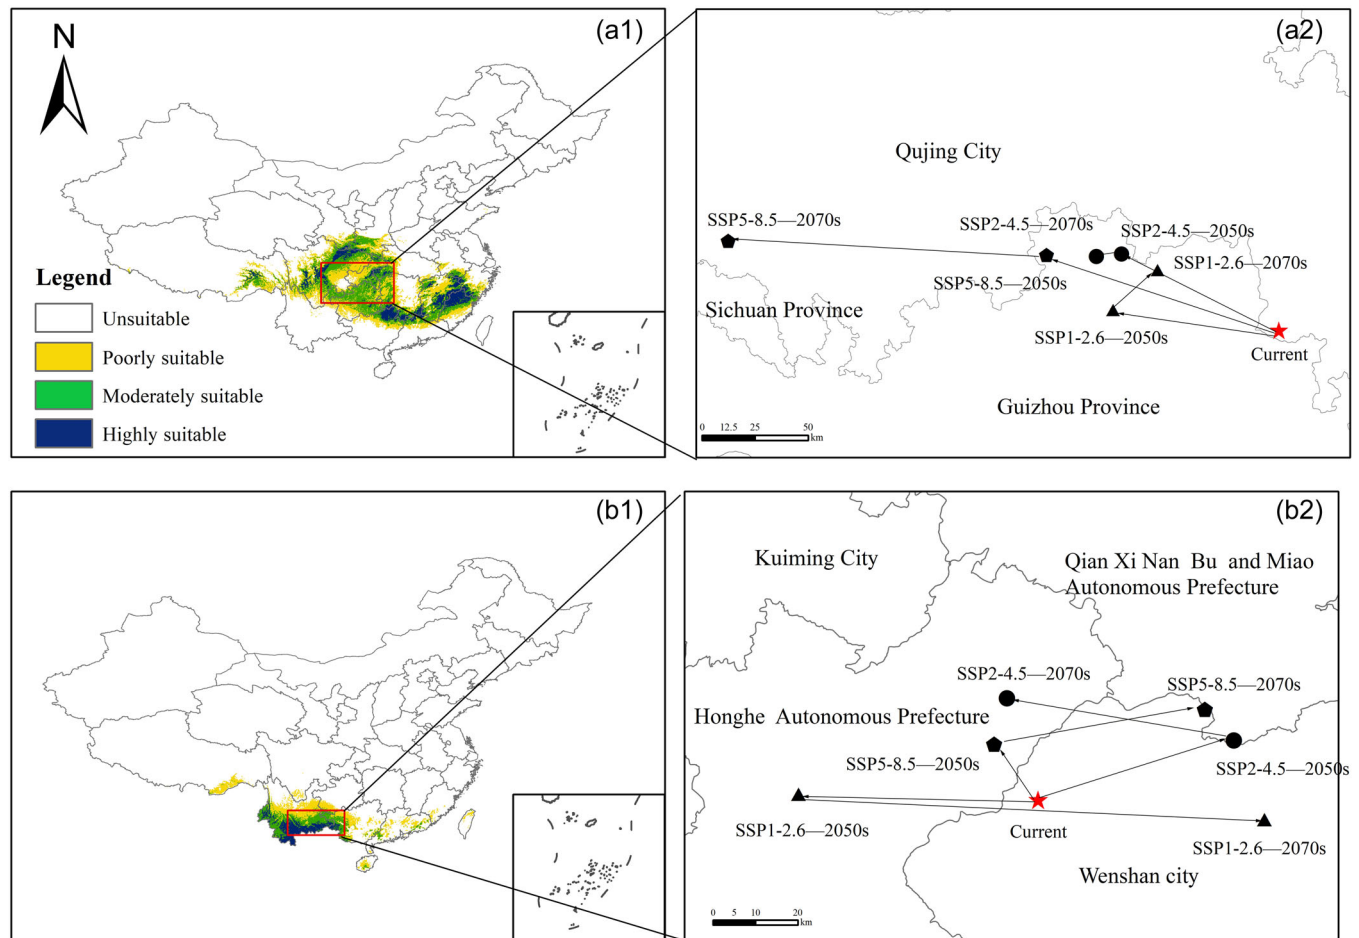 (a1)
N
Legend
Unsuitable
Poorly suitable
Moderately suitable
Highly suitable
(a2)
Qujing City
SSP5-8.5—2070s
SSP2-4.5—2070s
SSP2-4.5—2050s
SSP1-2.6—2070s
SSP5-8.5—2050s
Sichuan Province
SSP1-2.6—2050s
Current
Guizhou Province
0 12.5 25 50
km
(b1)
(b2)
Kuiming City
Qian Xi Nan Bu and Miao
Autonomous Prefecture
SSP2-4.5—2070s
SSP5-8.5—2070s
Honghe Autonomous Prefecture
SSP5-8.5—2050s
SSP2-4.5—2050s
SSP1-2.6—2050s
Current
SSP1-2.6—2070s
Wenshan city
0 5 10 20
km